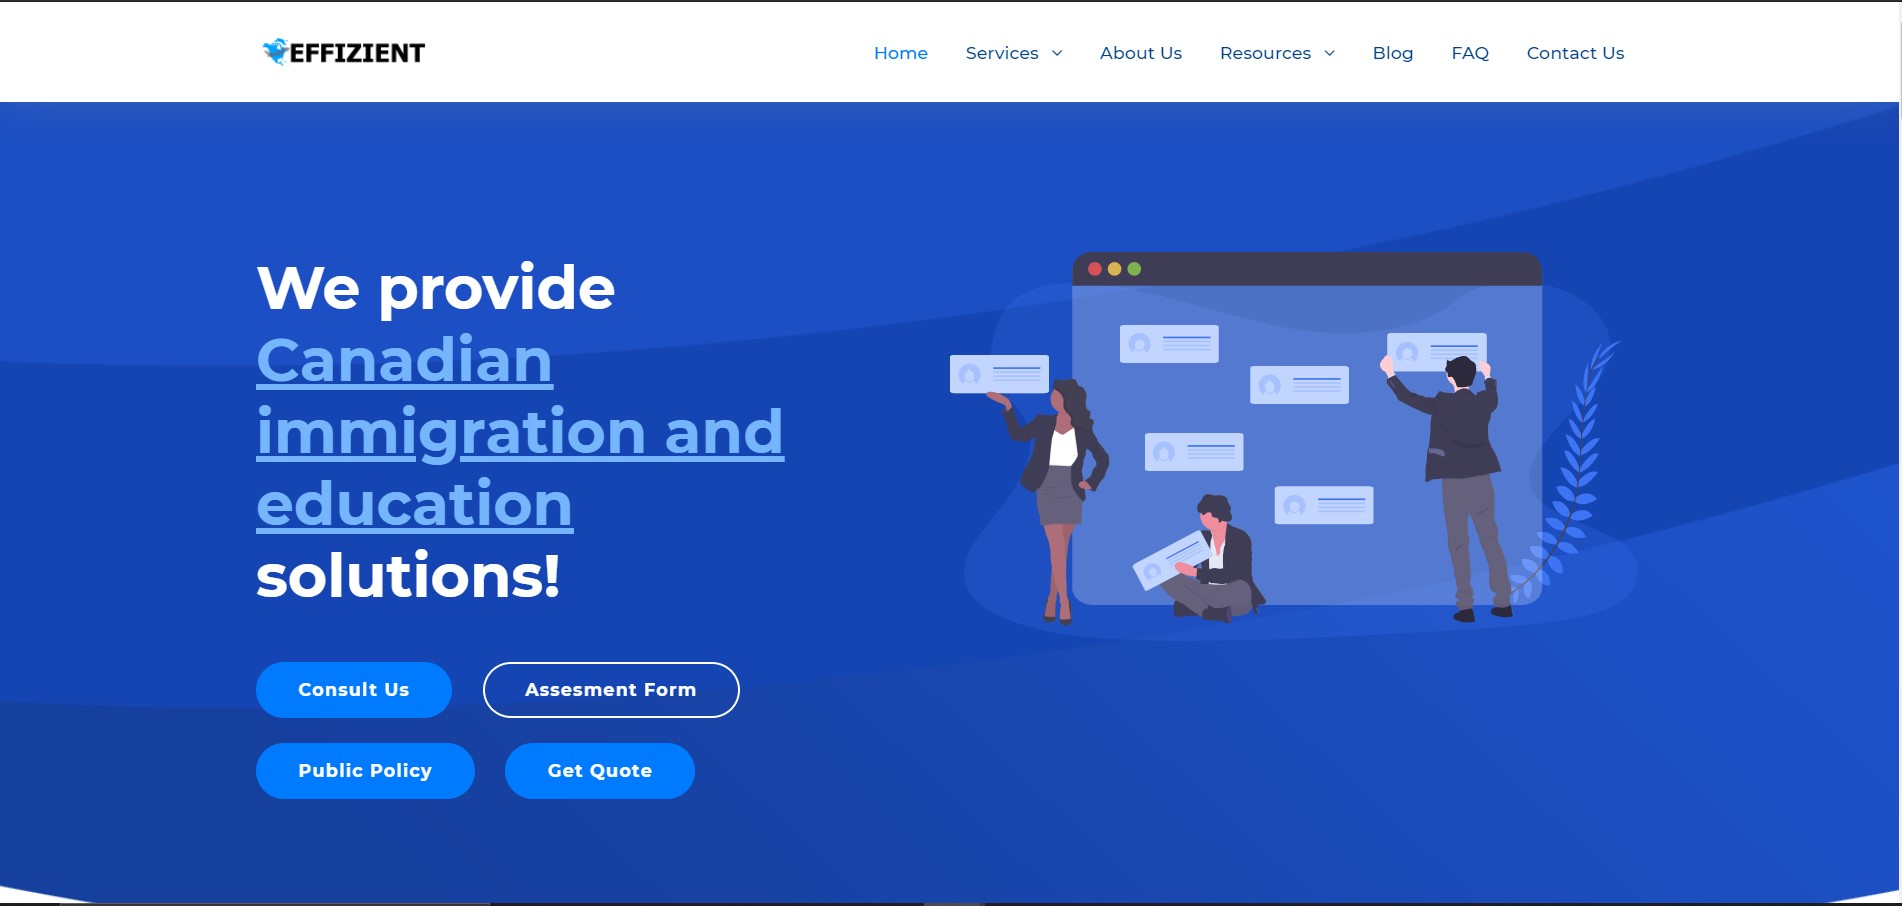 EFFIZIENT
Home Services About Us Resources Blog FAQ Contact Us
We provide
Canadian
immigration and
education
solutions!
Consult Us Assesment Form
Public Policy Get Quote